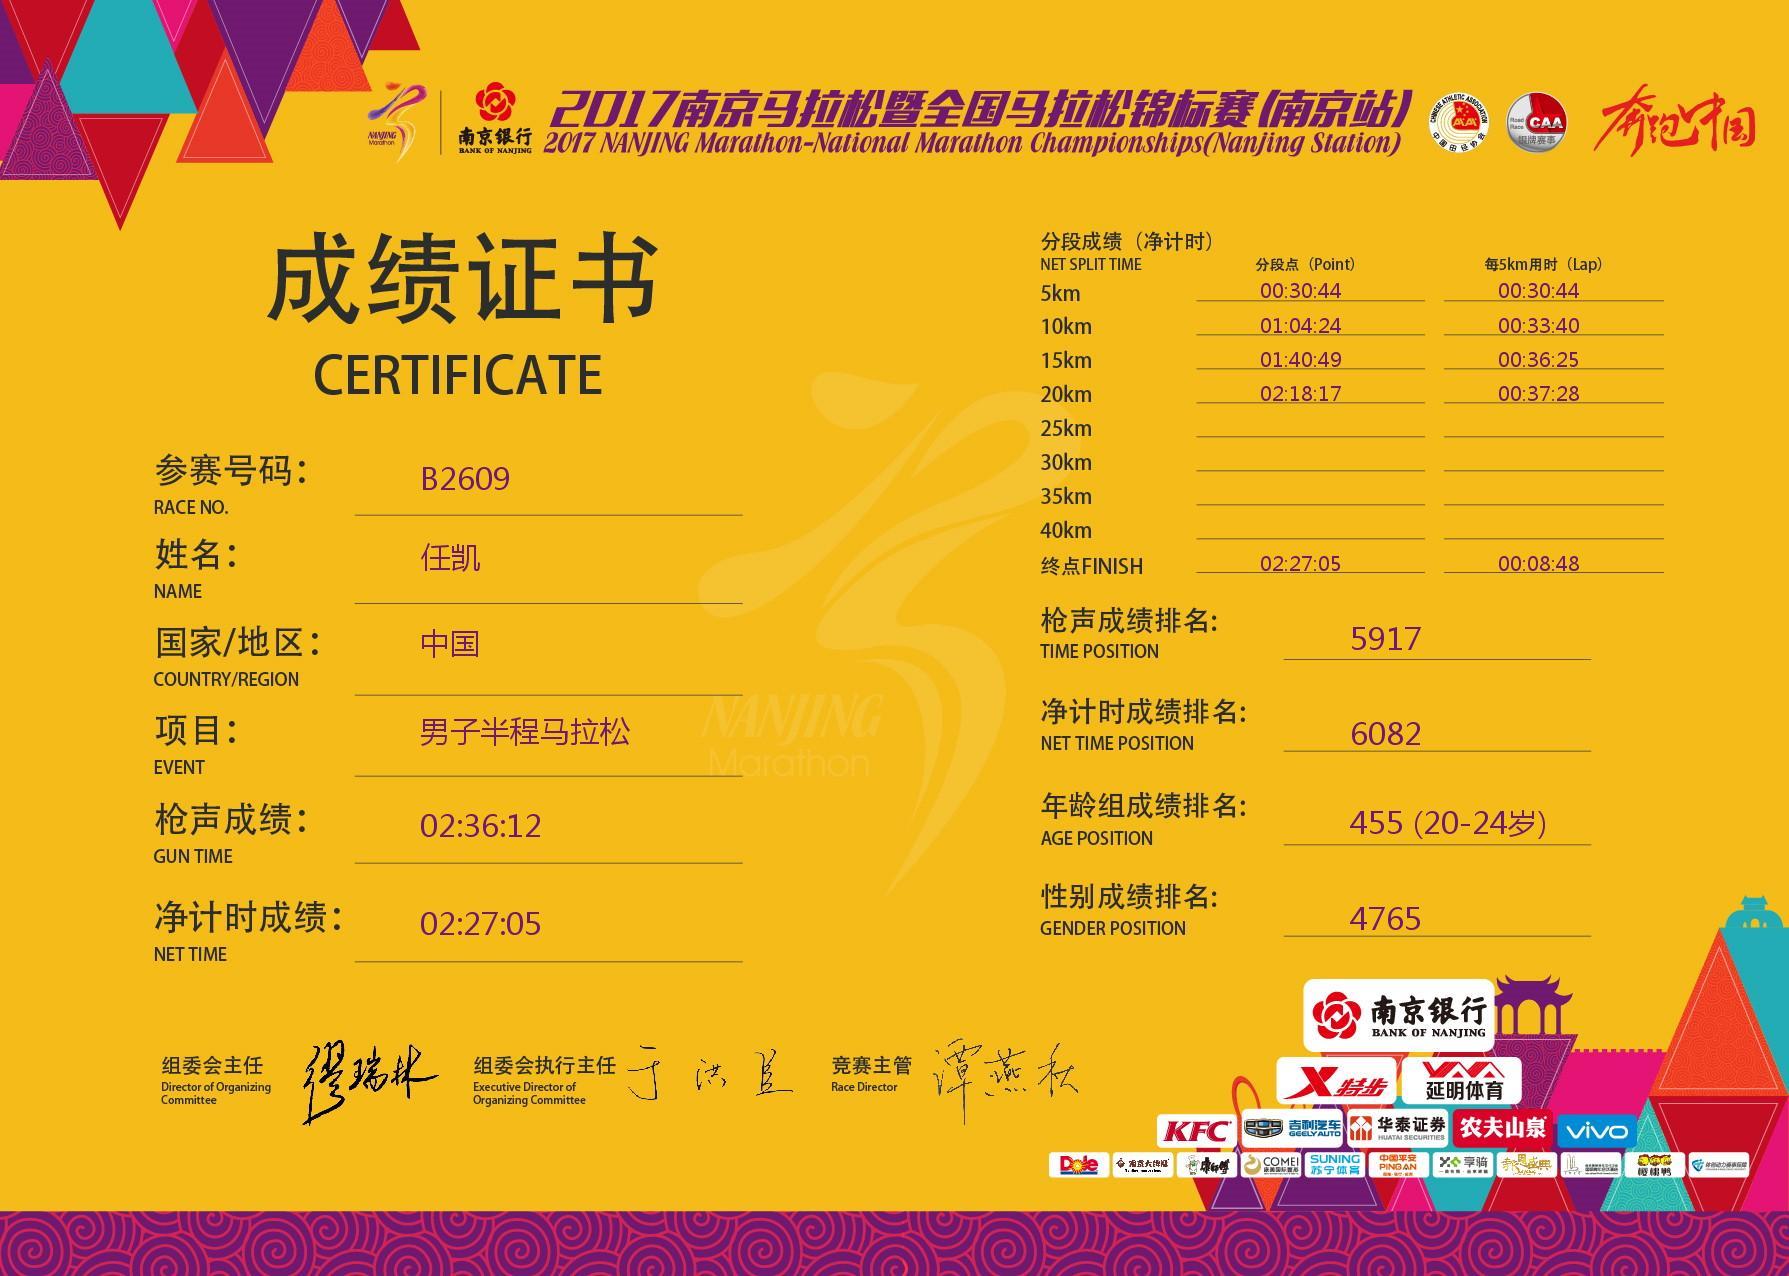 NANJING
Marathon
南京银行
BANK OF NANJING
2017南京马拉松暨全国马拉松锦标赛(南京站)
2017 NANJING Marathon-National Marathon Championships(Nanjing Station)
CHINESE ATHLETIC ASSOCIATION
中国田径协会
Road Race CAA
银牌赛事
奔跑中国
成绩证书
CERTIFICATE
参赛号码: B2609
RACE NO.
姓名: 任凯
NAME
国家/地区: 中国
COUNTRY/REGION
项目: 男子半程马拉松
EVENT
枪声成绩: 02:36:12
GUN TIME
净计时成绩: 02:27:05
NET TIME
NANJING
Marathon
分段成绩（净计时）
NET SPLIT TIME 分段点（Point） 每5km用时（Lap）
5km 00:30:44 00:30:44
10km 01:04:24 00:33:40
15km 01:40:49 00:36:25
20km 02:18:17 00:37:28
25km
30km
35km
40km
终点FINISH 02:27:05 00:08:48
枪声成绩排名: 5917
TIME POSITION
净计时成绩排名: 6082
NET TIME POSITION
年龄组成绩排名: 455 (20-24岁)
AGE POSITION
性别成绩排名: 4765
GENDER POSITION
组委会主任 缪瑞林
Director of Organizing
Committee
组委会执行主任
Executive Director of
Organizing Committee
竞赛主管 谭燕秋
Race Director
南京银行
BANK OF NANJING
特步 延明体育
KFC 吉利汽车 GEELY AUTO 华泰证券 HUATAI SECURITIES 农夫山泉 vivo
Dole 康师傅 COMEI SUNING 苏宁体育 中国平安 PING AN 享骑